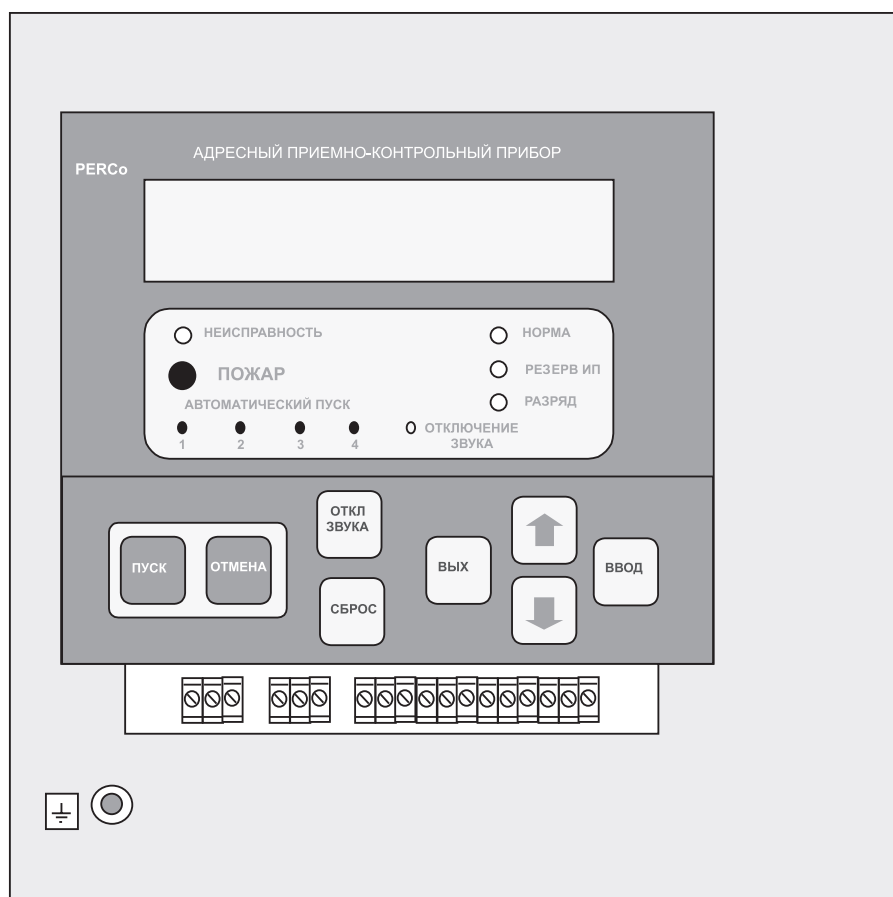 АДРЕСНЫЙ ПРИЕМНО-КОНТРОЛЬНЫЙ ПРИБОР
PERCo
НЕИСПРАВНОСТЬ
НОРМА
ПОЖАР
РЕЗЕРВ ИП
АВТОМАТИЧЕСКИЙ ПУСК
РАЗРЯД
1 2 3 4
ОТКЛЮЧЕНИЕ
ЗВУКА
ОТКЛ
ЗВУКА
ПУСК
ОТМЕНА
ВЫХ
ВВОД
СБРОС